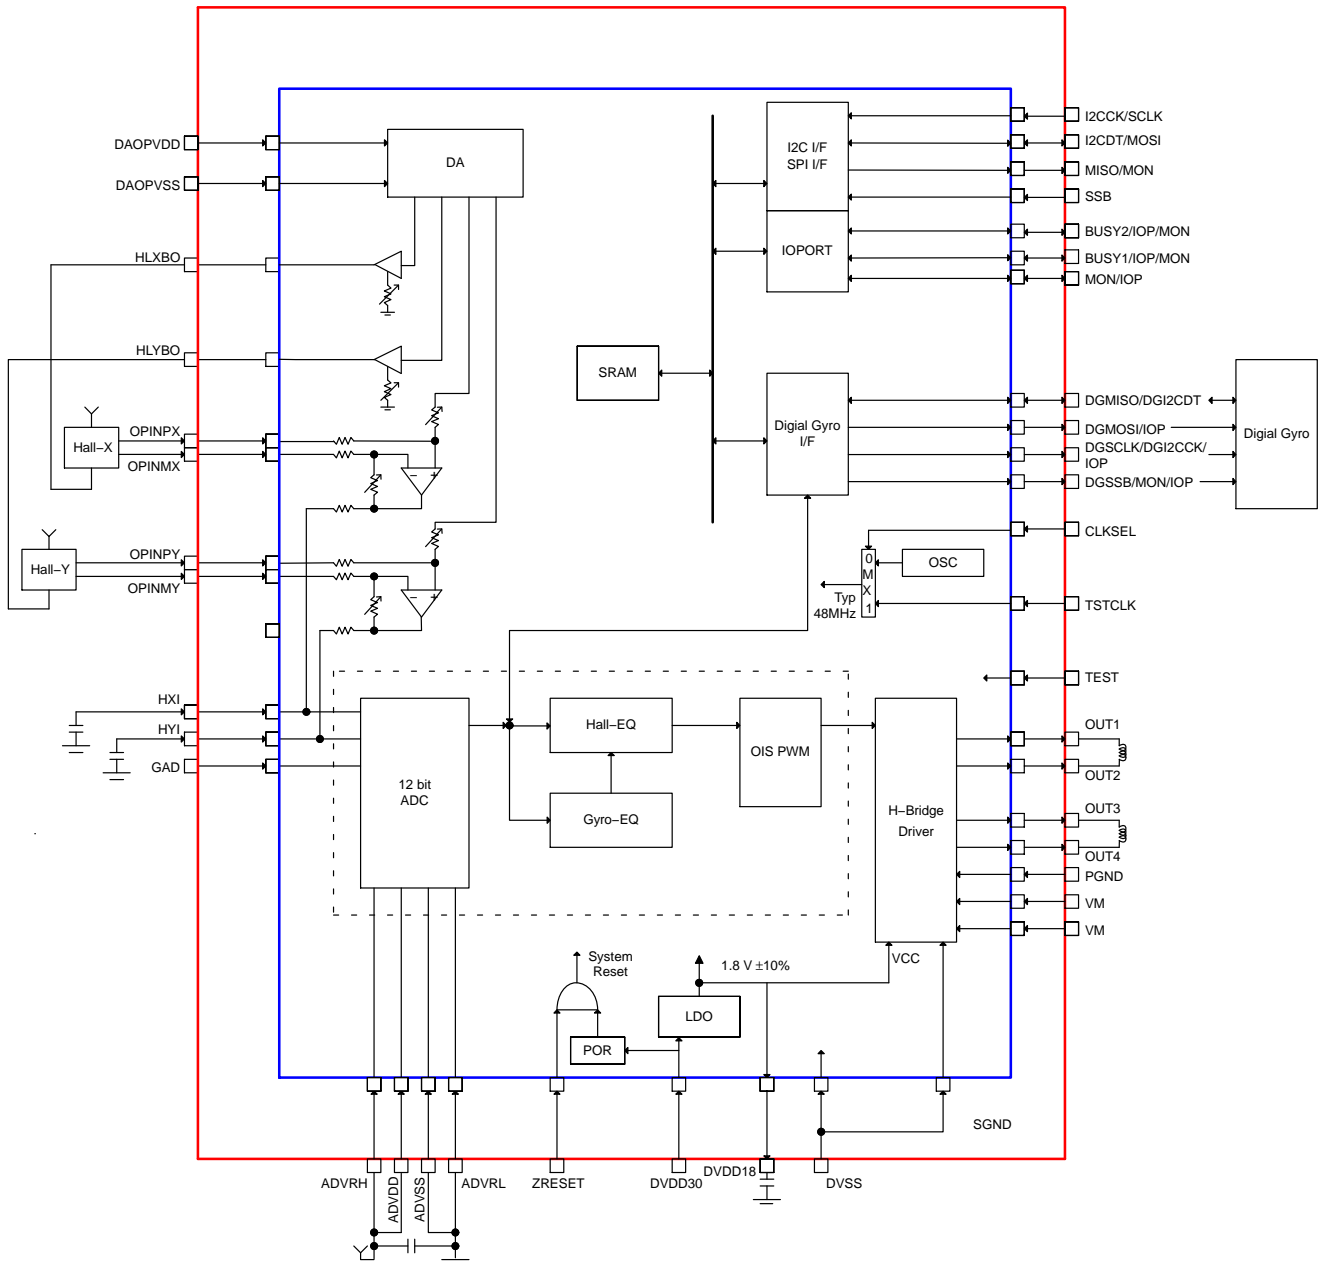 DAOPVDD
DAOPVSS
DA
I2C I/F
SPI I/F
IOPORT
I2CCK/SCLK
I2CDT/MOSI
MISO/MON
SSB
BUSY2/IOP/MON
BUSY1/IOP/MON
MON/IOP
HLXBO
HLYBO
SRAM
Digial Gyro
I/F
DGMISO/DGI2CDT
DGMOSI/IOP
DGSCLK/DGI2CCK/
IOP
DGSSB/MON/IOP
Digial Gyro
Hall−X
OPINPX
OPINMX
− +
Hall−Y
OPINPY
OPINMY
− +
CLKSEL
OSC
0
M
X
1
Typ
48MHz
TSTCLK
TEST
HXI
HYI
GAD
12 bit
ADC
Hall−EQ
Gyro−EQ
OIS PWM
H−Bridge
Driver
OUT1
OUT2
OUT3
OUT4
PGND
VM
VM
VCC
System
Reset
1.8 V ±10%
LDO
POR
SGND
ADVRH
ADVDD
ADVSS
ADVRL
ZRESET
DVDD30
DVDD18
DVSS